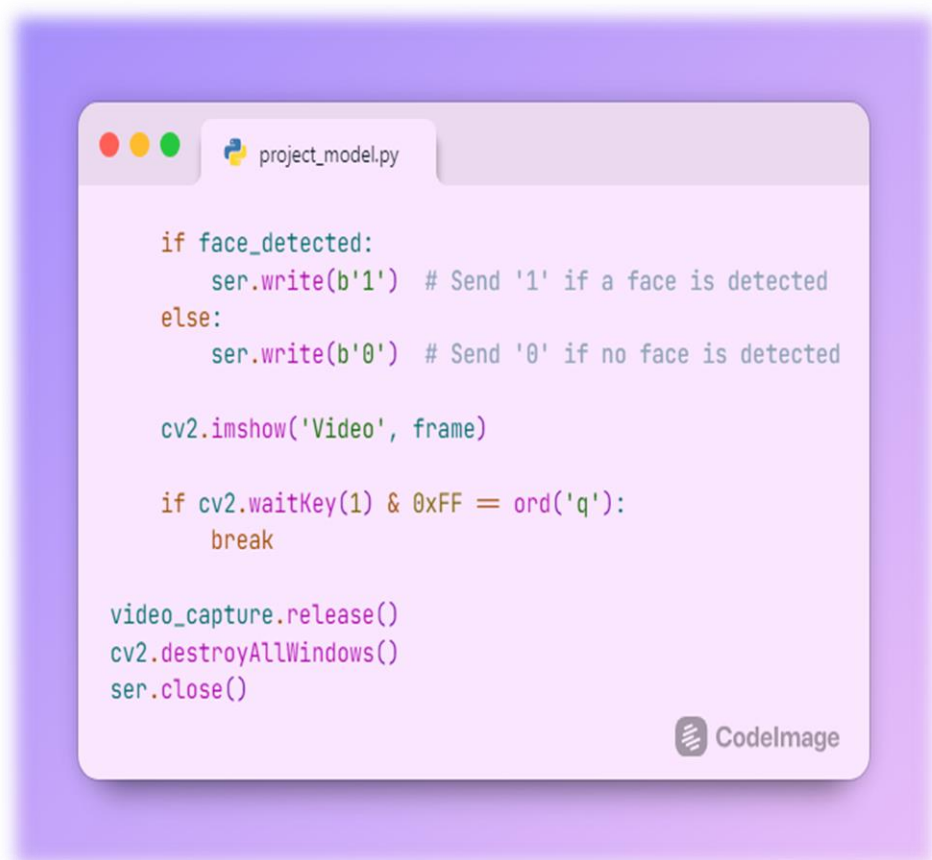 project_model.py
if face_detected:
ser.write(b'1') # Send '1' if a face is detected
else:
ser.write(b'0') # Send '0' if no face is detected
cv2.imshow('Video', frame)
if cv2.waitKey(1) & 0xFF == ord('q'):
break
video_capture.release()
cv2.destroyAllWindows()
ser.close()
CodeImage